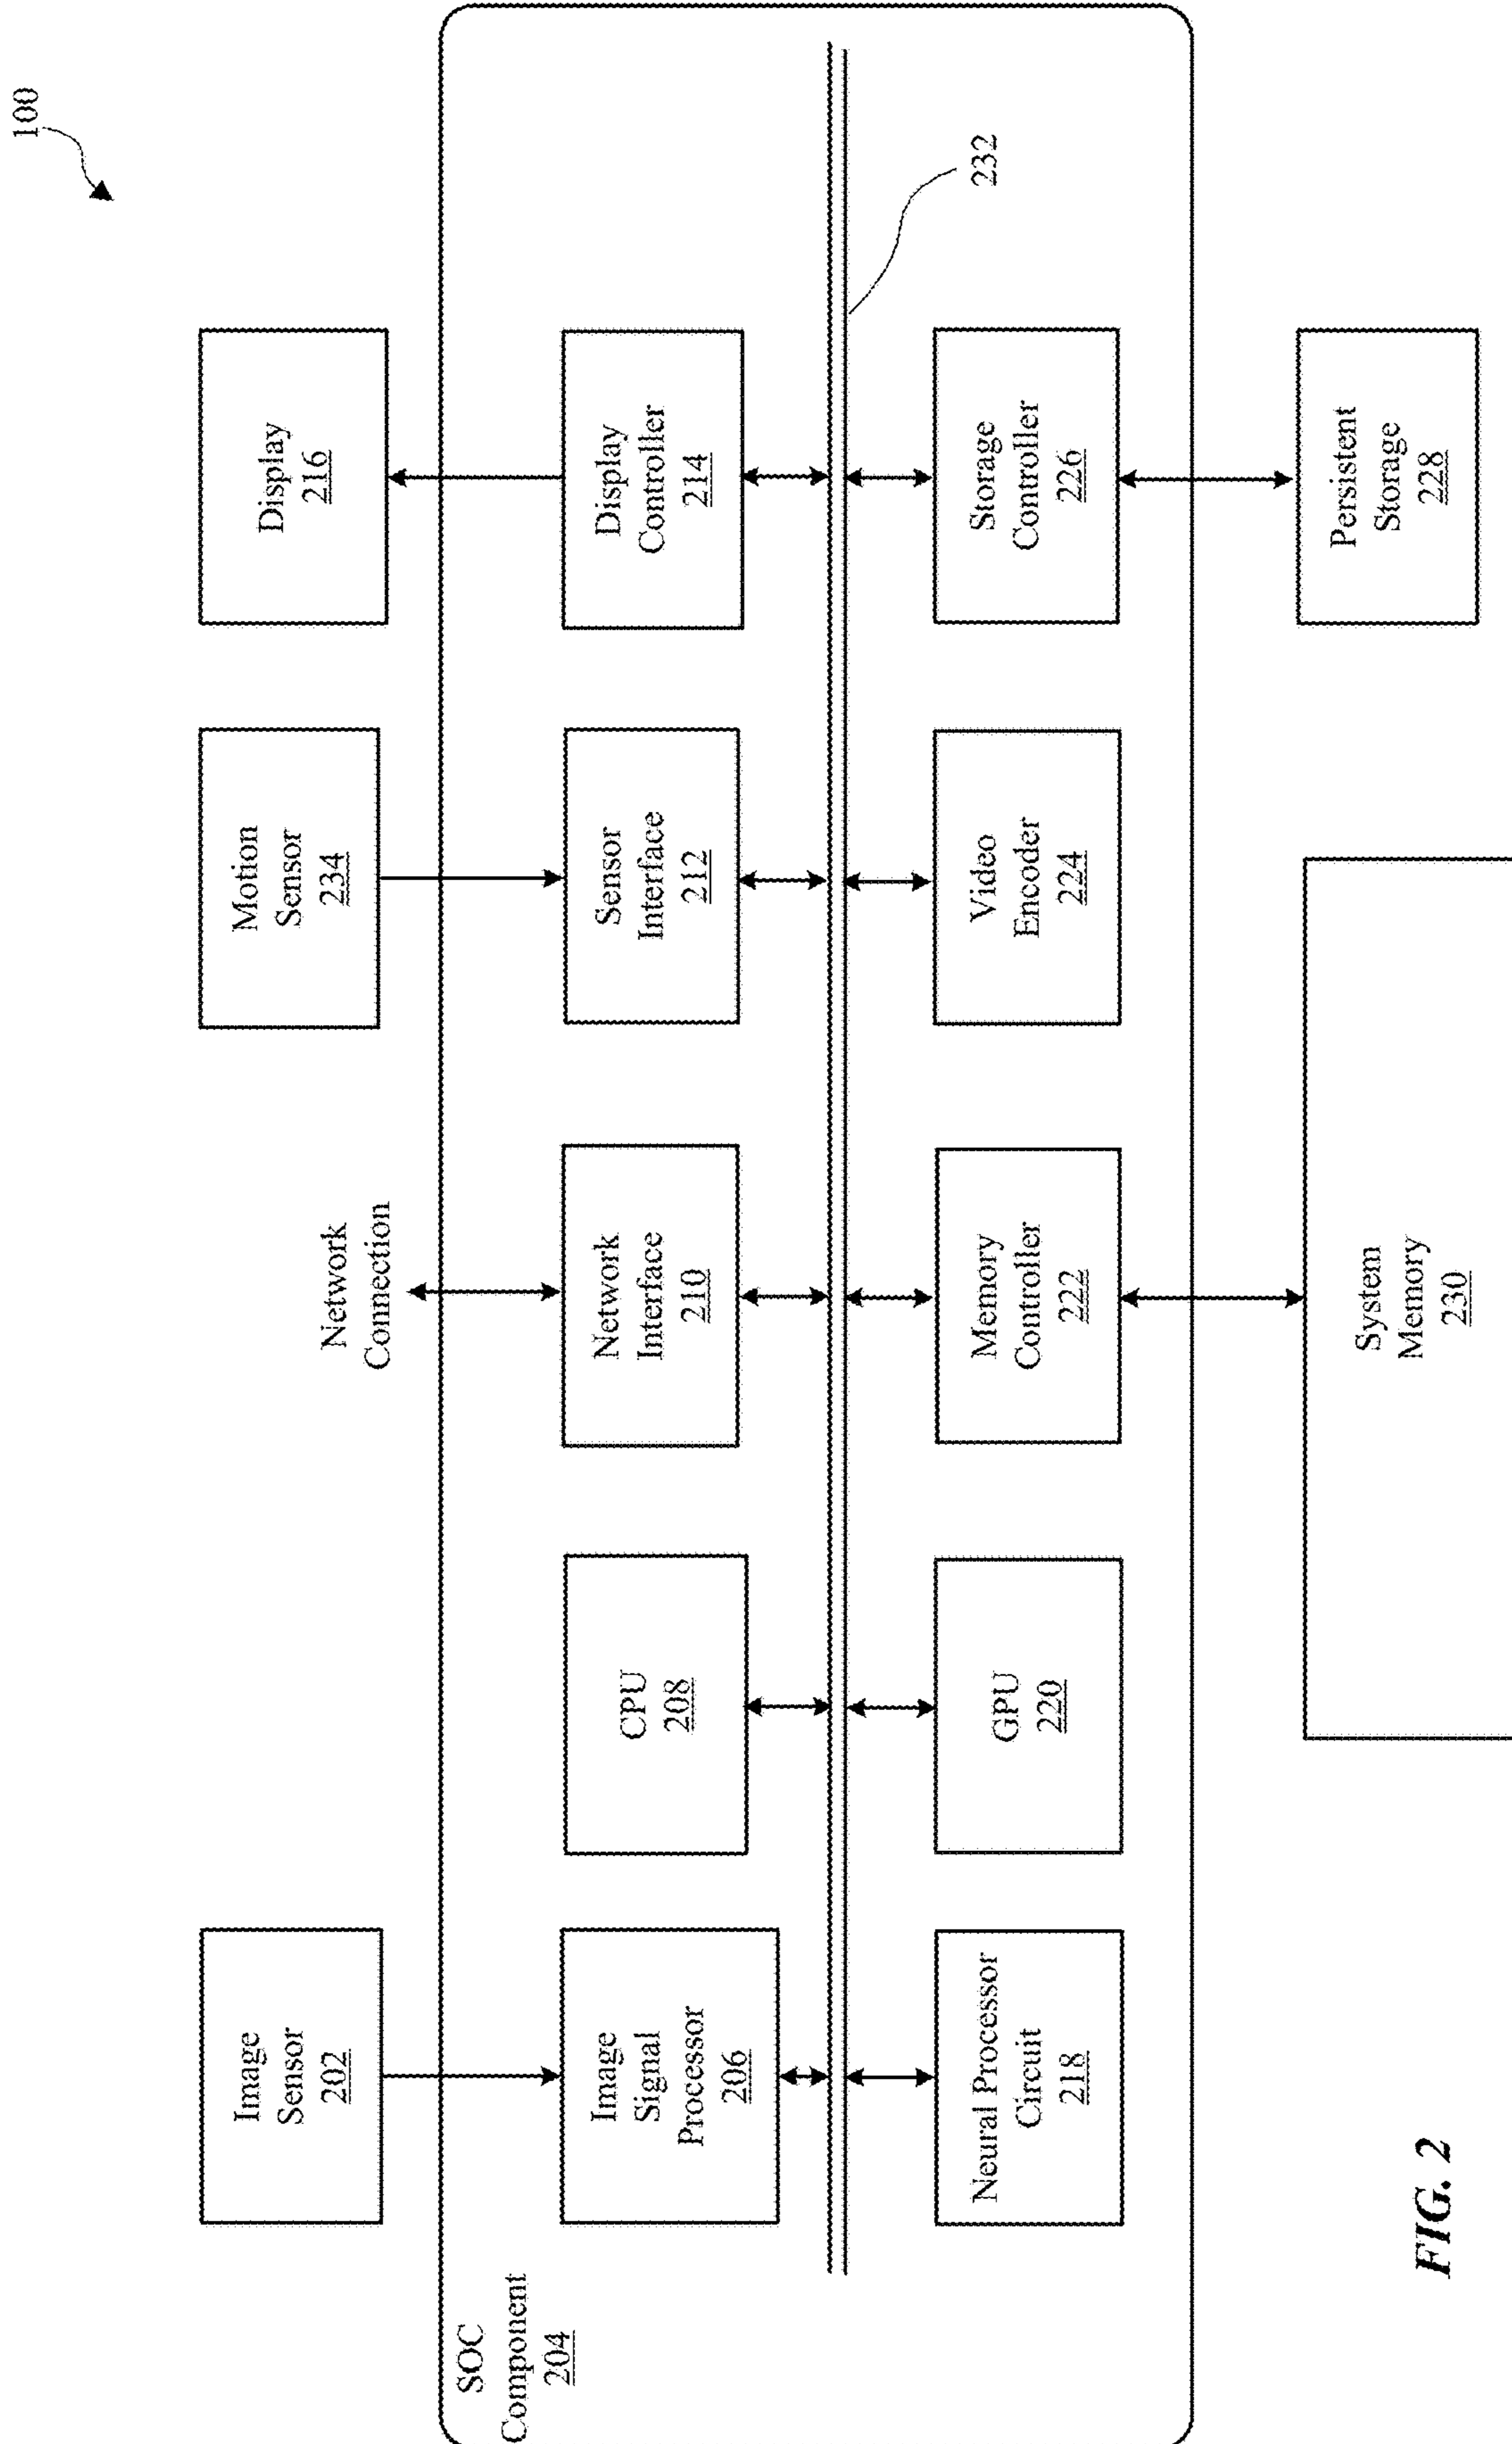 100
Image
Sensor
202
Network
Connection
Motion
Sensor
234
Display
216
SOC
Component
204
Image
Signal
Processor
206
CPU
208
Network
Interface
210
Sensor
Interface
212
Display
Controller
214
232
Neural Processor
Circuit
218
GPU
220
Memory
Controller
222
Video
Encoder
224
Storage
Controller
226
System
Memory
230
Persistent
Storage
228
FIG. 2